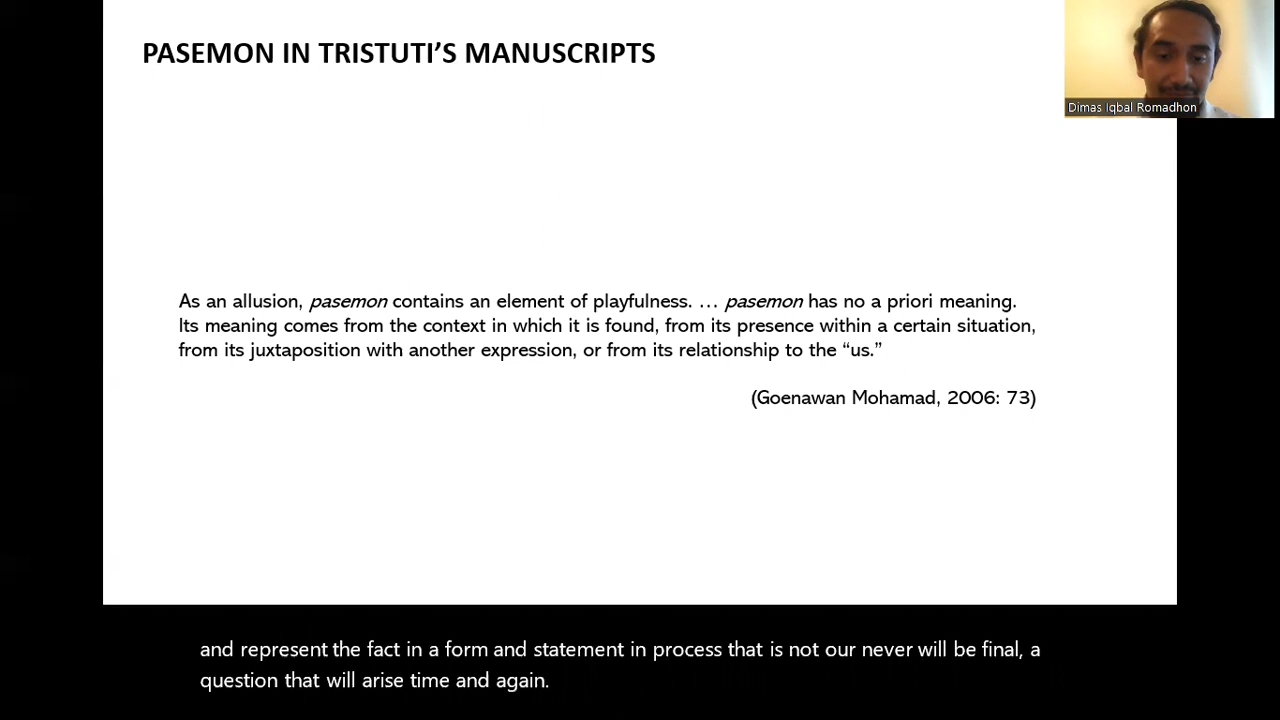 PASEMON IN TRISTUTI'S MANUSCRIPTS
Dimas Iqbal Romadhon
As an allusion, pasemon contains an element of playfulness. … pasemon has no a priori meaning.
Its meaning comes from the context in which it is found, from its presence within a certain situation,
from its juxtaposition with another expression, or from its relationship to the “us.”
(Goenawan Mohamad, 2006: 73)
and represent the fact in a form and statement in process that is not our never will be final, a
question that will arise time and again.